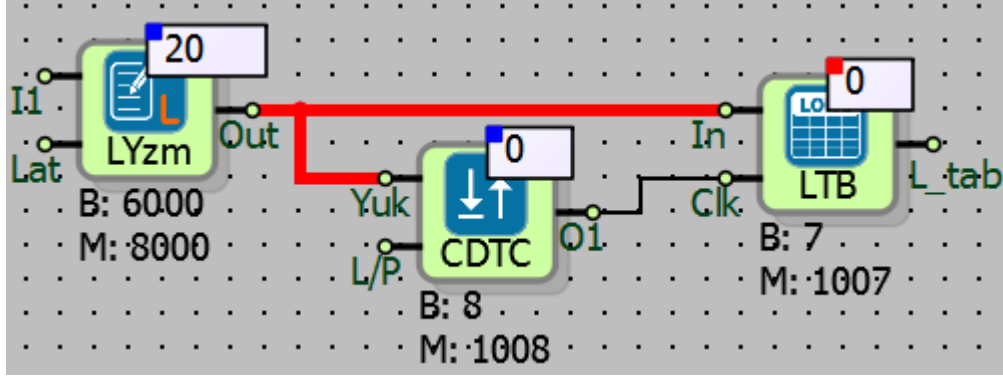 20
I1
Lat
L
LYzm
Out
B: 6000
M: 8000
0
Yuk
L/P
CDTC
O1
B: 8
M: 1008
0
LO
In
Clk
LTB
L_tab
B: 7
M: 1007